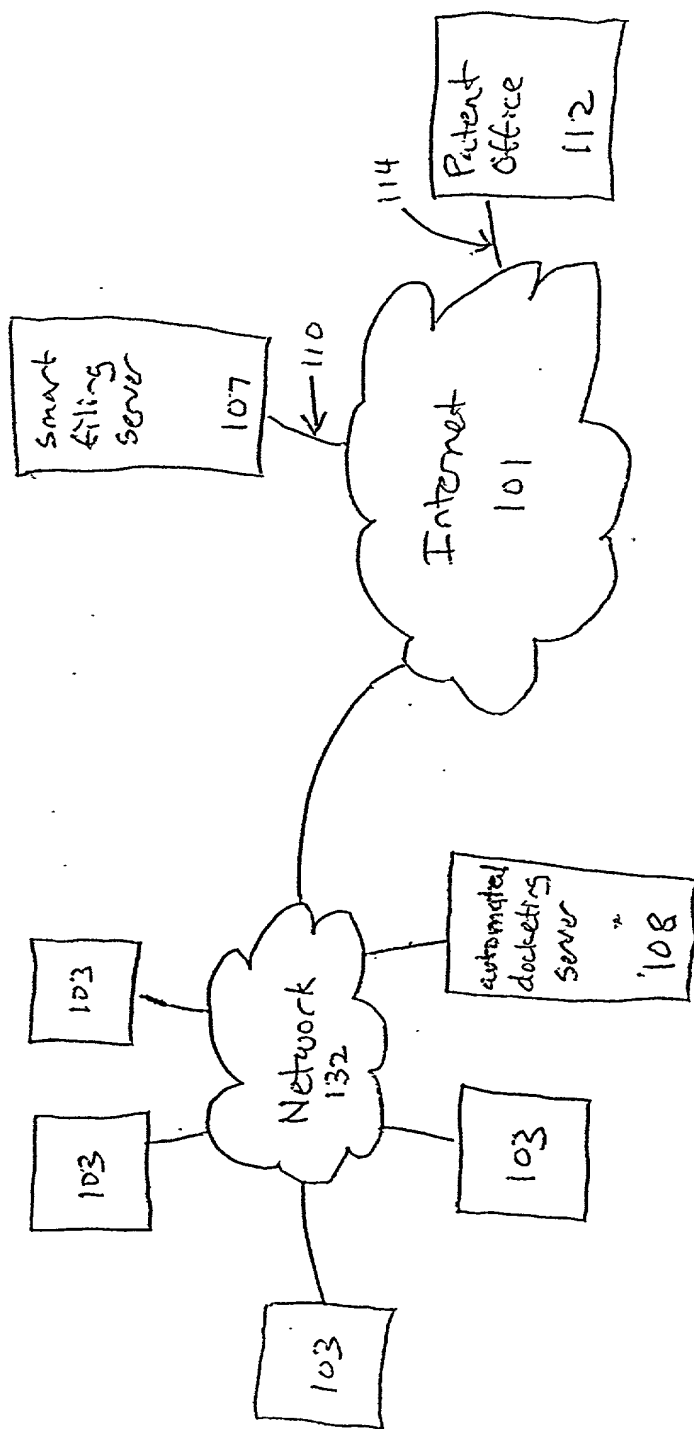 103
103
103
103
Network
132
automated
docketing
server
108
smart
filing
server
107
110
Internet
101
114
Patent
Office
112